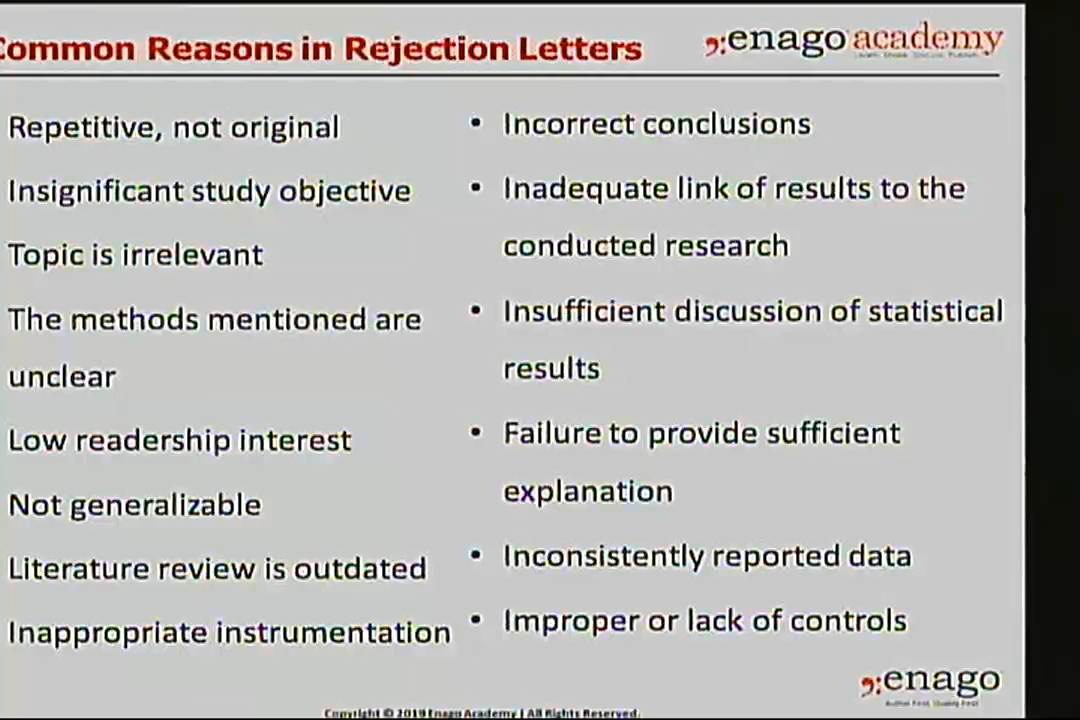 Common Reasons in Rejection Letters
enago academy
Repetitive, not original
Insignificant study objective
Topic is irrelevant
The methods mentioned are
unclear
Low readership interest
Not generalizable
Literature review is outdated
Inappropriate instrumentation
• Incorrect conclusions
• Inadequate link of results to the
conducted research
• Insufficient discussion of statistical
results
• Failure to provide sufficient
explanation
• Inconsistently reported data
• Improper or lack of controls
enago
Copyright © 2019 Enago Academy | All Rights Reserved.